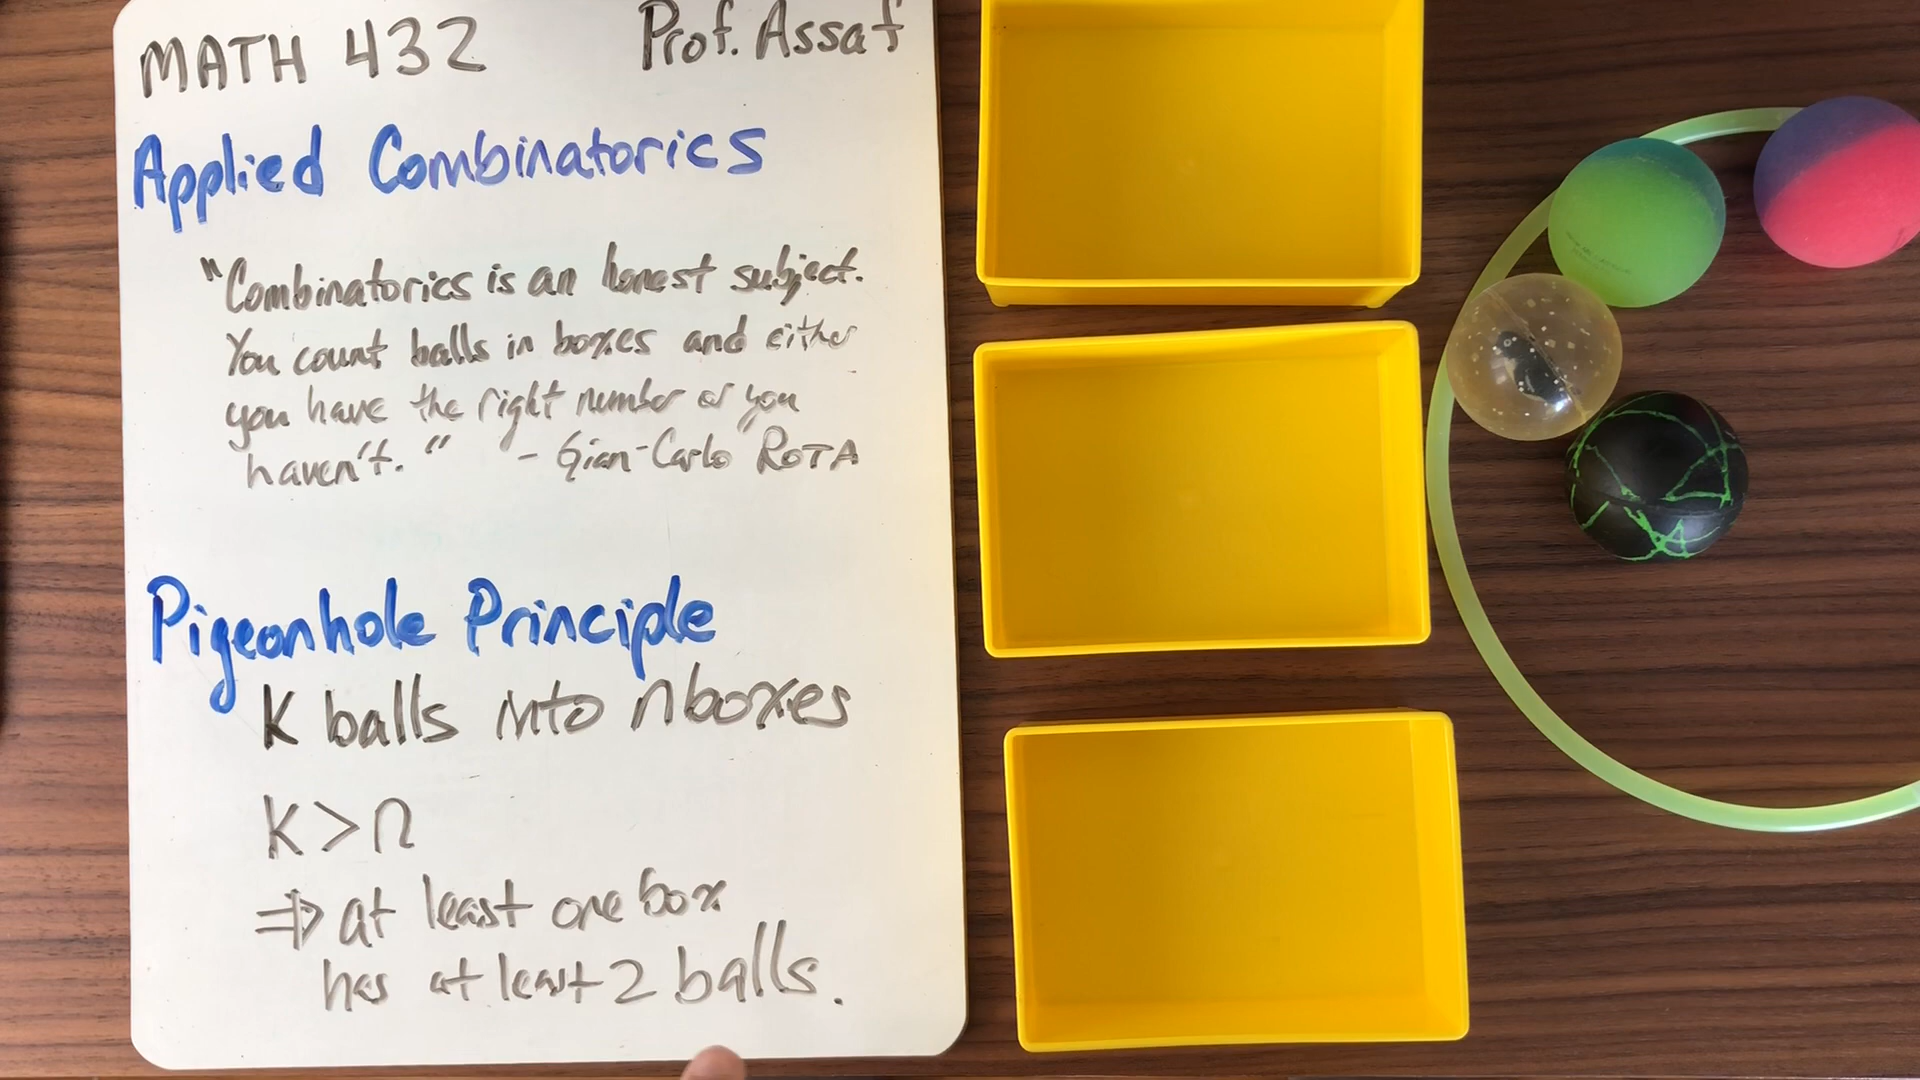 MATH 432 Prof. Assaf
Applied Combinatorics
"Combinatorics is an honest subject.
You count balls in boxes and either
you have the right number or you
haven't." - Gian-Carlo ROTA
Pigeonhole Principle
K balls into n boxes
K > n
⇒ at least one box
has at least 2 balls.